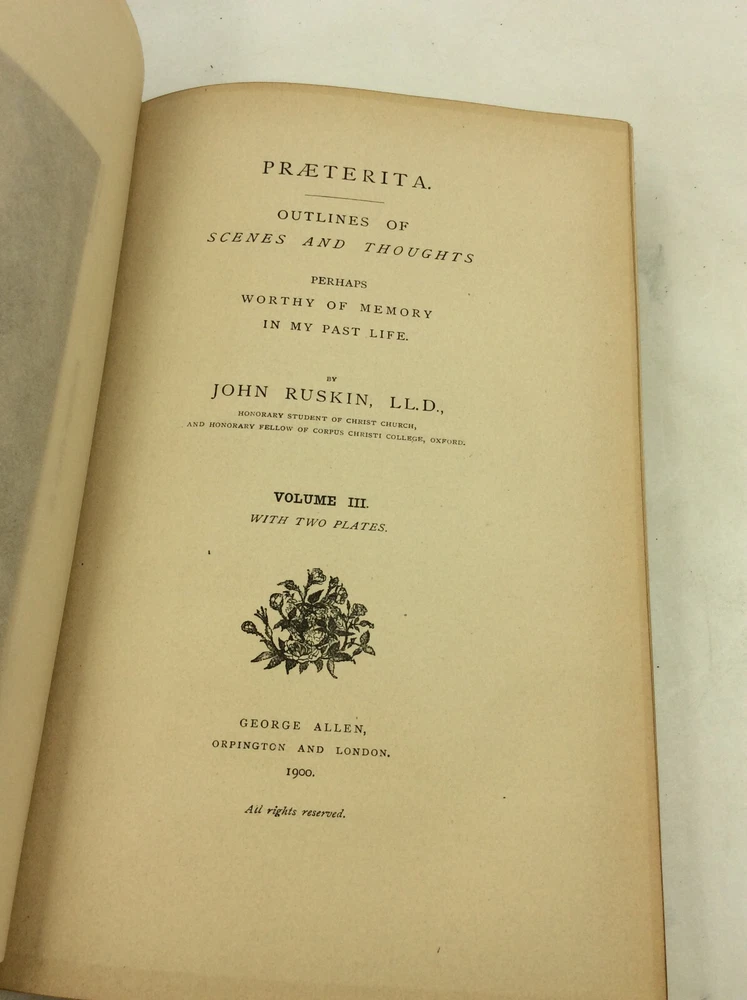 PRÆTERITA.
OUTLINES OF
SCENES AND THOUGHTS
PERHAPS
WORTHY OF MEMORY
IN MY PAST LIFE.
BY
JOHN RUSKIN, LL.D.,
HONORARY STUDENT OF CHRIST CHURCH,
AND HONORARY FELLOW OF CORPUS CHRISTI COLLEGE, OXFORD.
VOLUME III.
WITH TWO PLATES.
GEORGE ALLEN,
ORPINGTON AND LONDON.
1900.
All rights reserved.